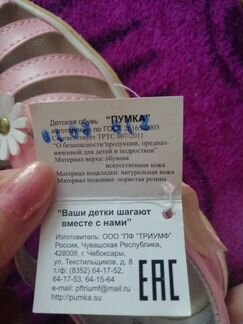 Детская обувь "ПУМКА"
изготовлено по ГОСТ 26165-2003
Соответствует ТРТС 007/2011
"О безопасности продукции, предназ-
наченной для детей и подростков"
Материал верха: обувная
искусственная кожа
Материал подкладки: натуральная кожа
Материал подошвы: пористая резина
"Ваши детки шагают
вместе с нами"
Изготовитель: ООО "ПФ "ТРИУМФ"
Россия, Чувашская Республика,
428008, г. Чебоксары,
ул. Текстильщиков, д. 8
т/ф: (8352) 64-17-52,
64-17-53, 64-15-64
e-mail: pftriumf@mail.ru
http://pumka.su
EAC